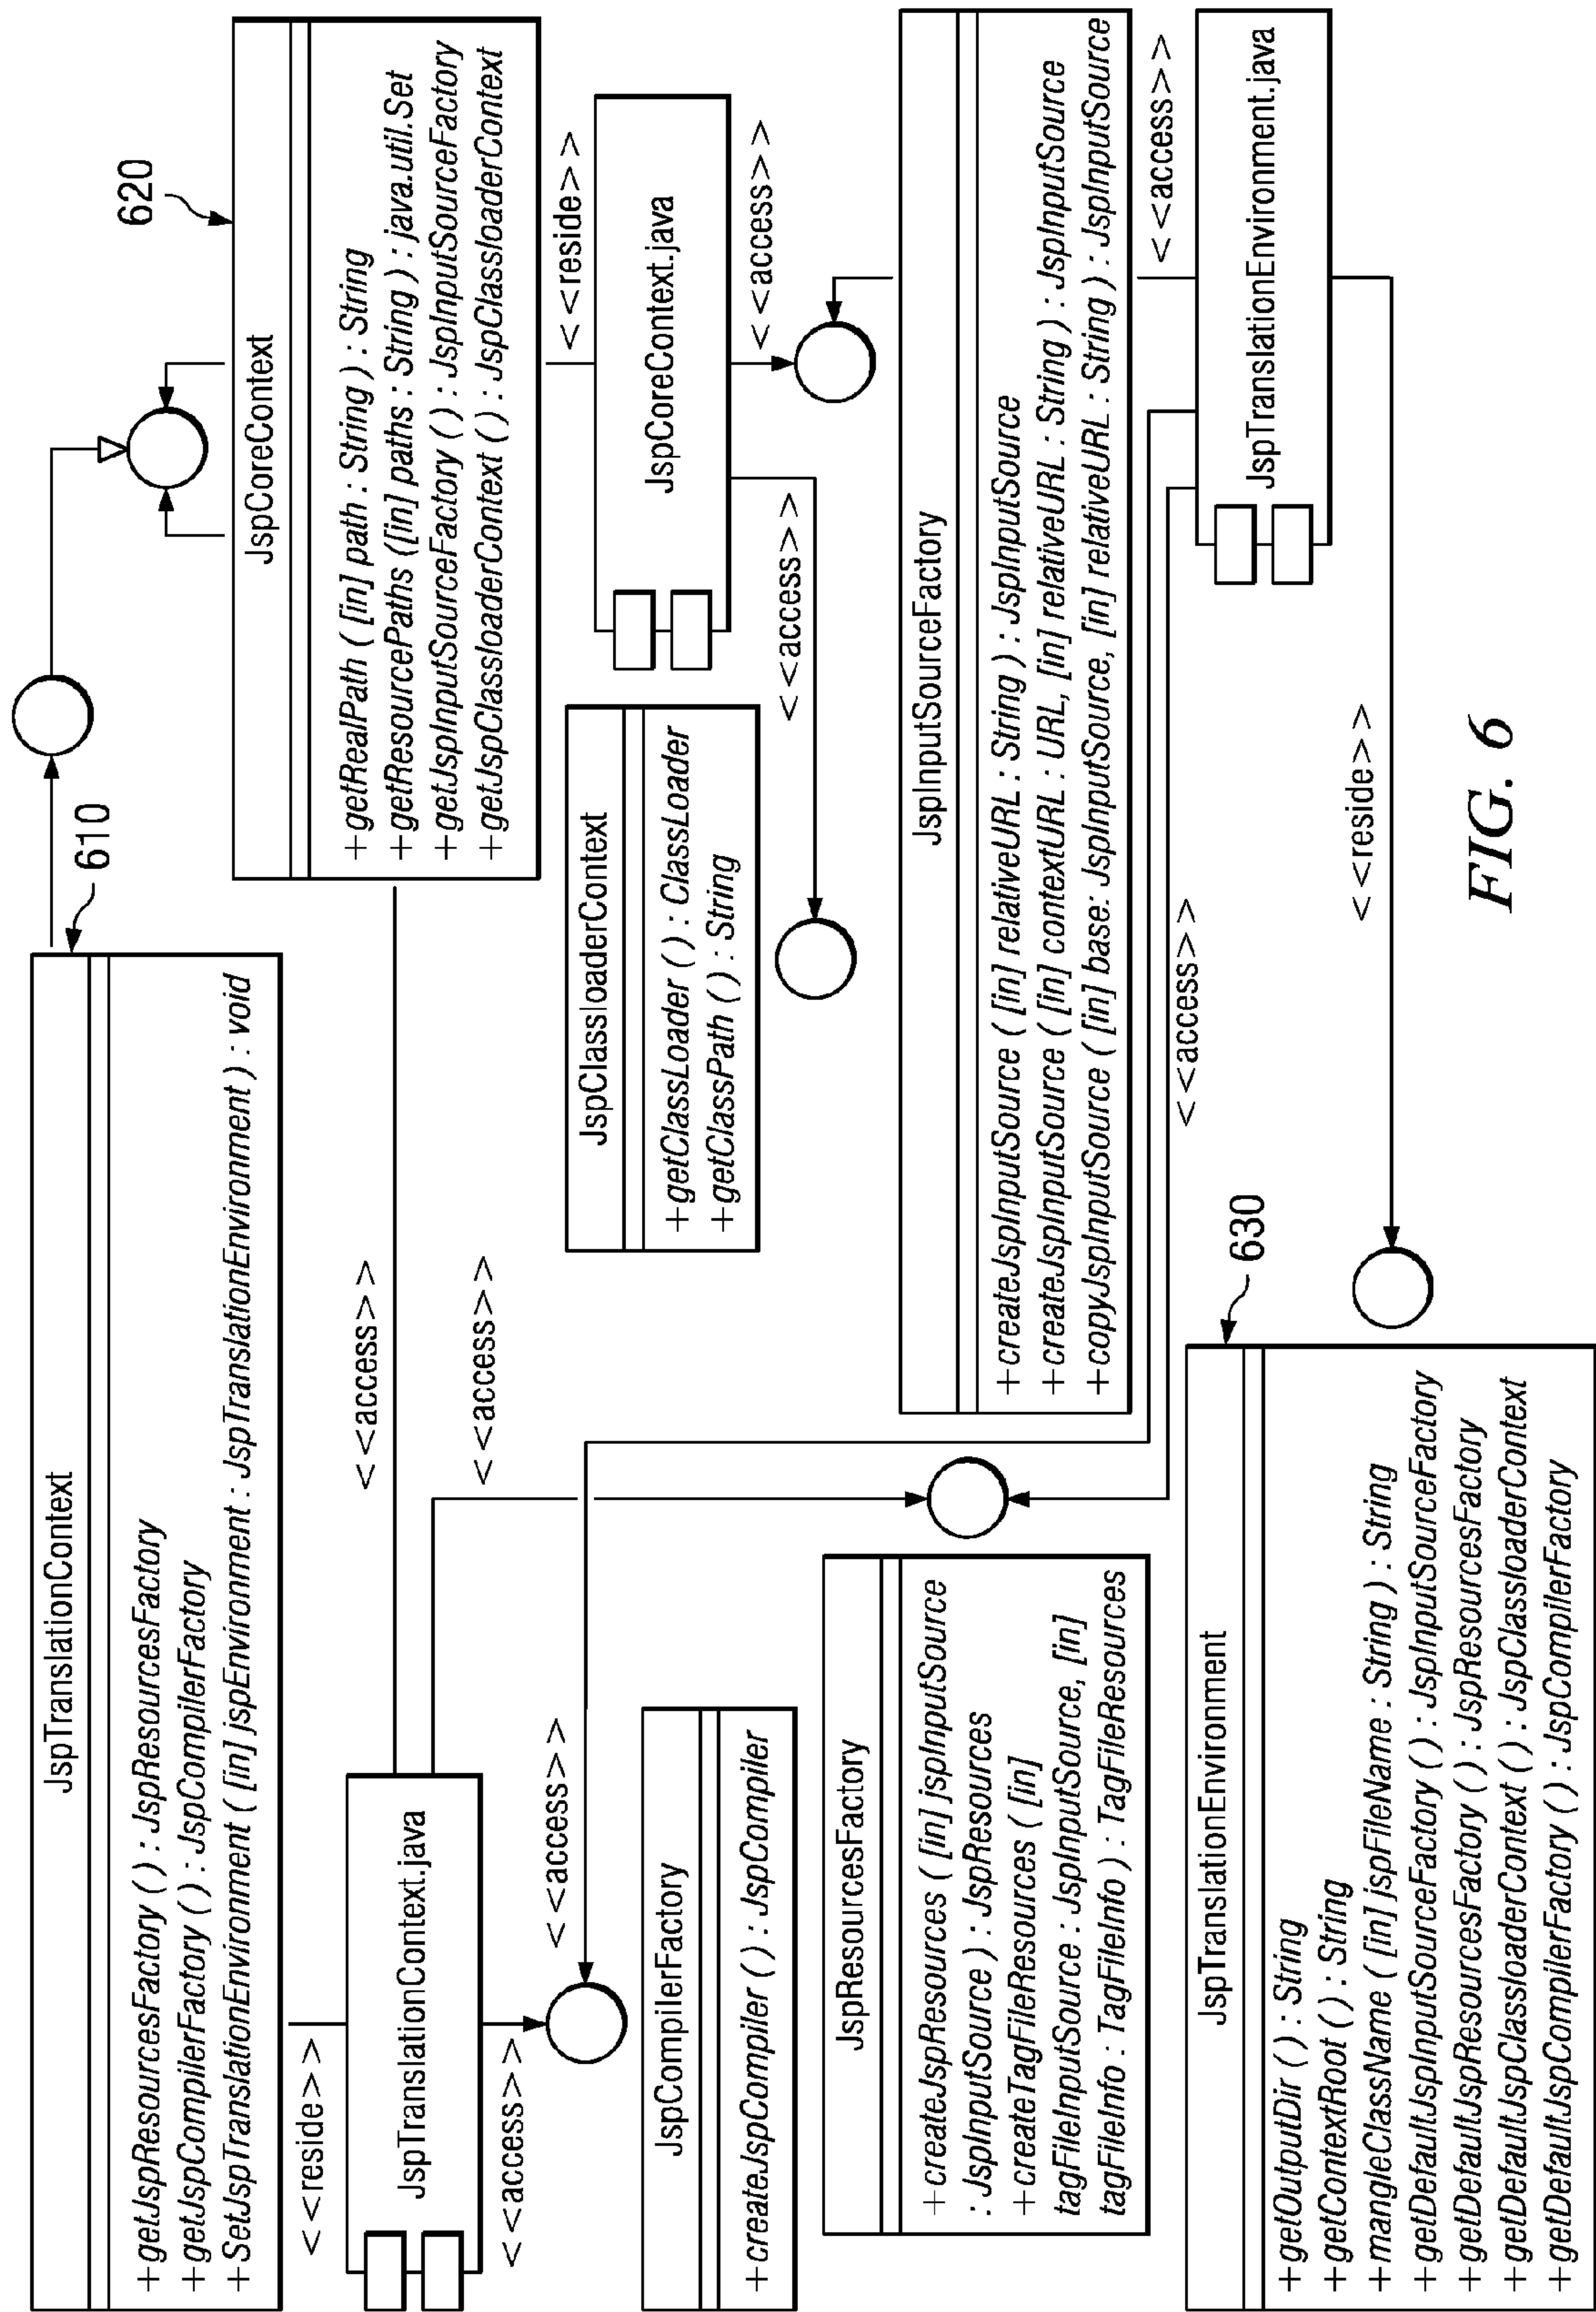 JspTranslationContext
+getJspResourcesFactory ( ) : JspResourcesFactory
+getJspCompilerFactory ( ) : JspCompilerFactory
+SetJspTranslationEnvironment ( [in] jspEnvironment : JspTranslationEnvironment ) : void
610
620
JspCoreContext
+getRealPath ( [in] path : String ) : String
+getResourcePaths ([in] paths : String ) : java.util.Set
+getJspInputSourceFactory ( ) : JspInputSourceFactory
+getJspClassloaderContext ( ) : JspClassloaderContext
<<reside>>
JspTranslationContext.java
<<access>>
<<access>>
<<access>>
<<reside>>
JspCoreContext.java
<<access>>
<<access>>
JspClassloaderContext
+getClassLoader ( ) : ClassLoader
+getClassPath ( ) : String
<<access>>
JspCompilerFactory
+createJspCompiler ( ) : JspCompiler
JspResourcesFactory
+createJspResources ( [in] jspInputSource
: JspInputSource ) : JspResources
+createTagFileResources ( [in]
tagFileInputSource : JspInputSource, [in]
tagFileInfo : TagFileInfo ) : TagFileResources
JspInputSourceFactory
+createJspInputSource ( [in] relativeURL : String ) : JspInputSource
+createJspInputSource ( [in] contextURL : URL, [in] relativeURL : String ) : JspInputSource
+copyJspInputSource ( [in] base: JspInputSource, [in] relativeURL : String ) : JspInputSource
<<access>>
<<access>>
JspTranslationEnvironment.java
<<reside>>
630
JspTranslationEnvironment
+getOutputDir ( ) : String
+getContextRoot ( ) : String
+mangleClassName ( [in] jspFileName : String ) : String
+getDefaultJspInputSourceFactory ( ) : JspInputSourceFactory
+getDefaultJspResourcesFactory ( ) : JspResourcesFactory
+getDefaultJspClassloaderContext ( ) : JspClassloaderContext
+getDefaultJspCompilerFactory ( ) : JspCompilerFactory
FIG. 6